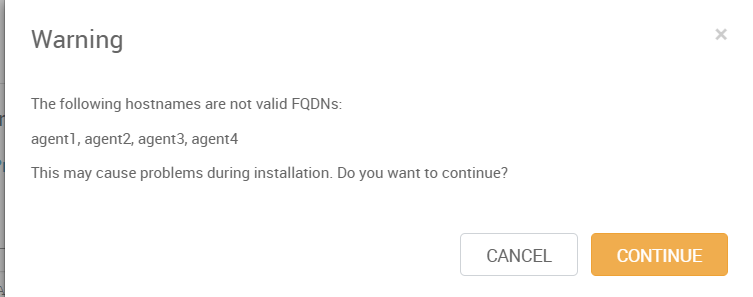 Warning
×
The following hostnames are not valid FQDNs:
agent1, agent2, agent3, agent4
This may cause problems during installation. Do you want to continue?
CANCEL
CONTINUE